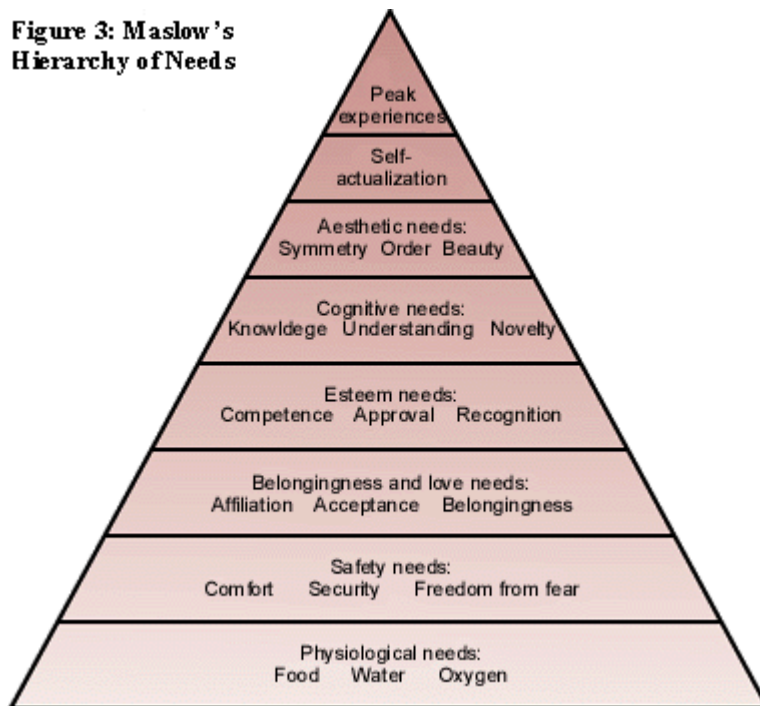 Figure 3: Maslow's
Hierarchy of Needs
Peak
experiences
Self-
actualization
Aesthetic needs:
Symmetry Order Beauty
Cognitive needs:
Knowldege Understanding Novelty
Esteem needs:
Competence Approval Recognition
Belongingness and love needs:
Affiliation Acceptance Belongingness
Safety needs:
Comfort Security Freedom from fear
Physiological needs:
Food Water Oxygen